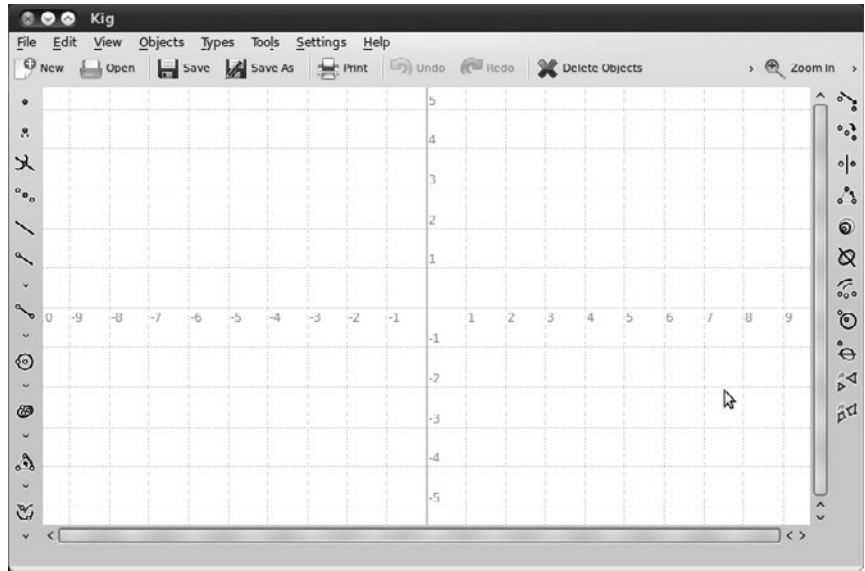 Kig
File Edit View Objects Types Tools Settings Help
New Open Save Save As Print Undo Redo Delete Objects Zoom In
5
4
3
2
1
.0 -9 -8 -7 -6 -5 -4 -3 -2 -1 1 2 3 4 5 6 7 8 9
-1
-2
-3
-4
-5